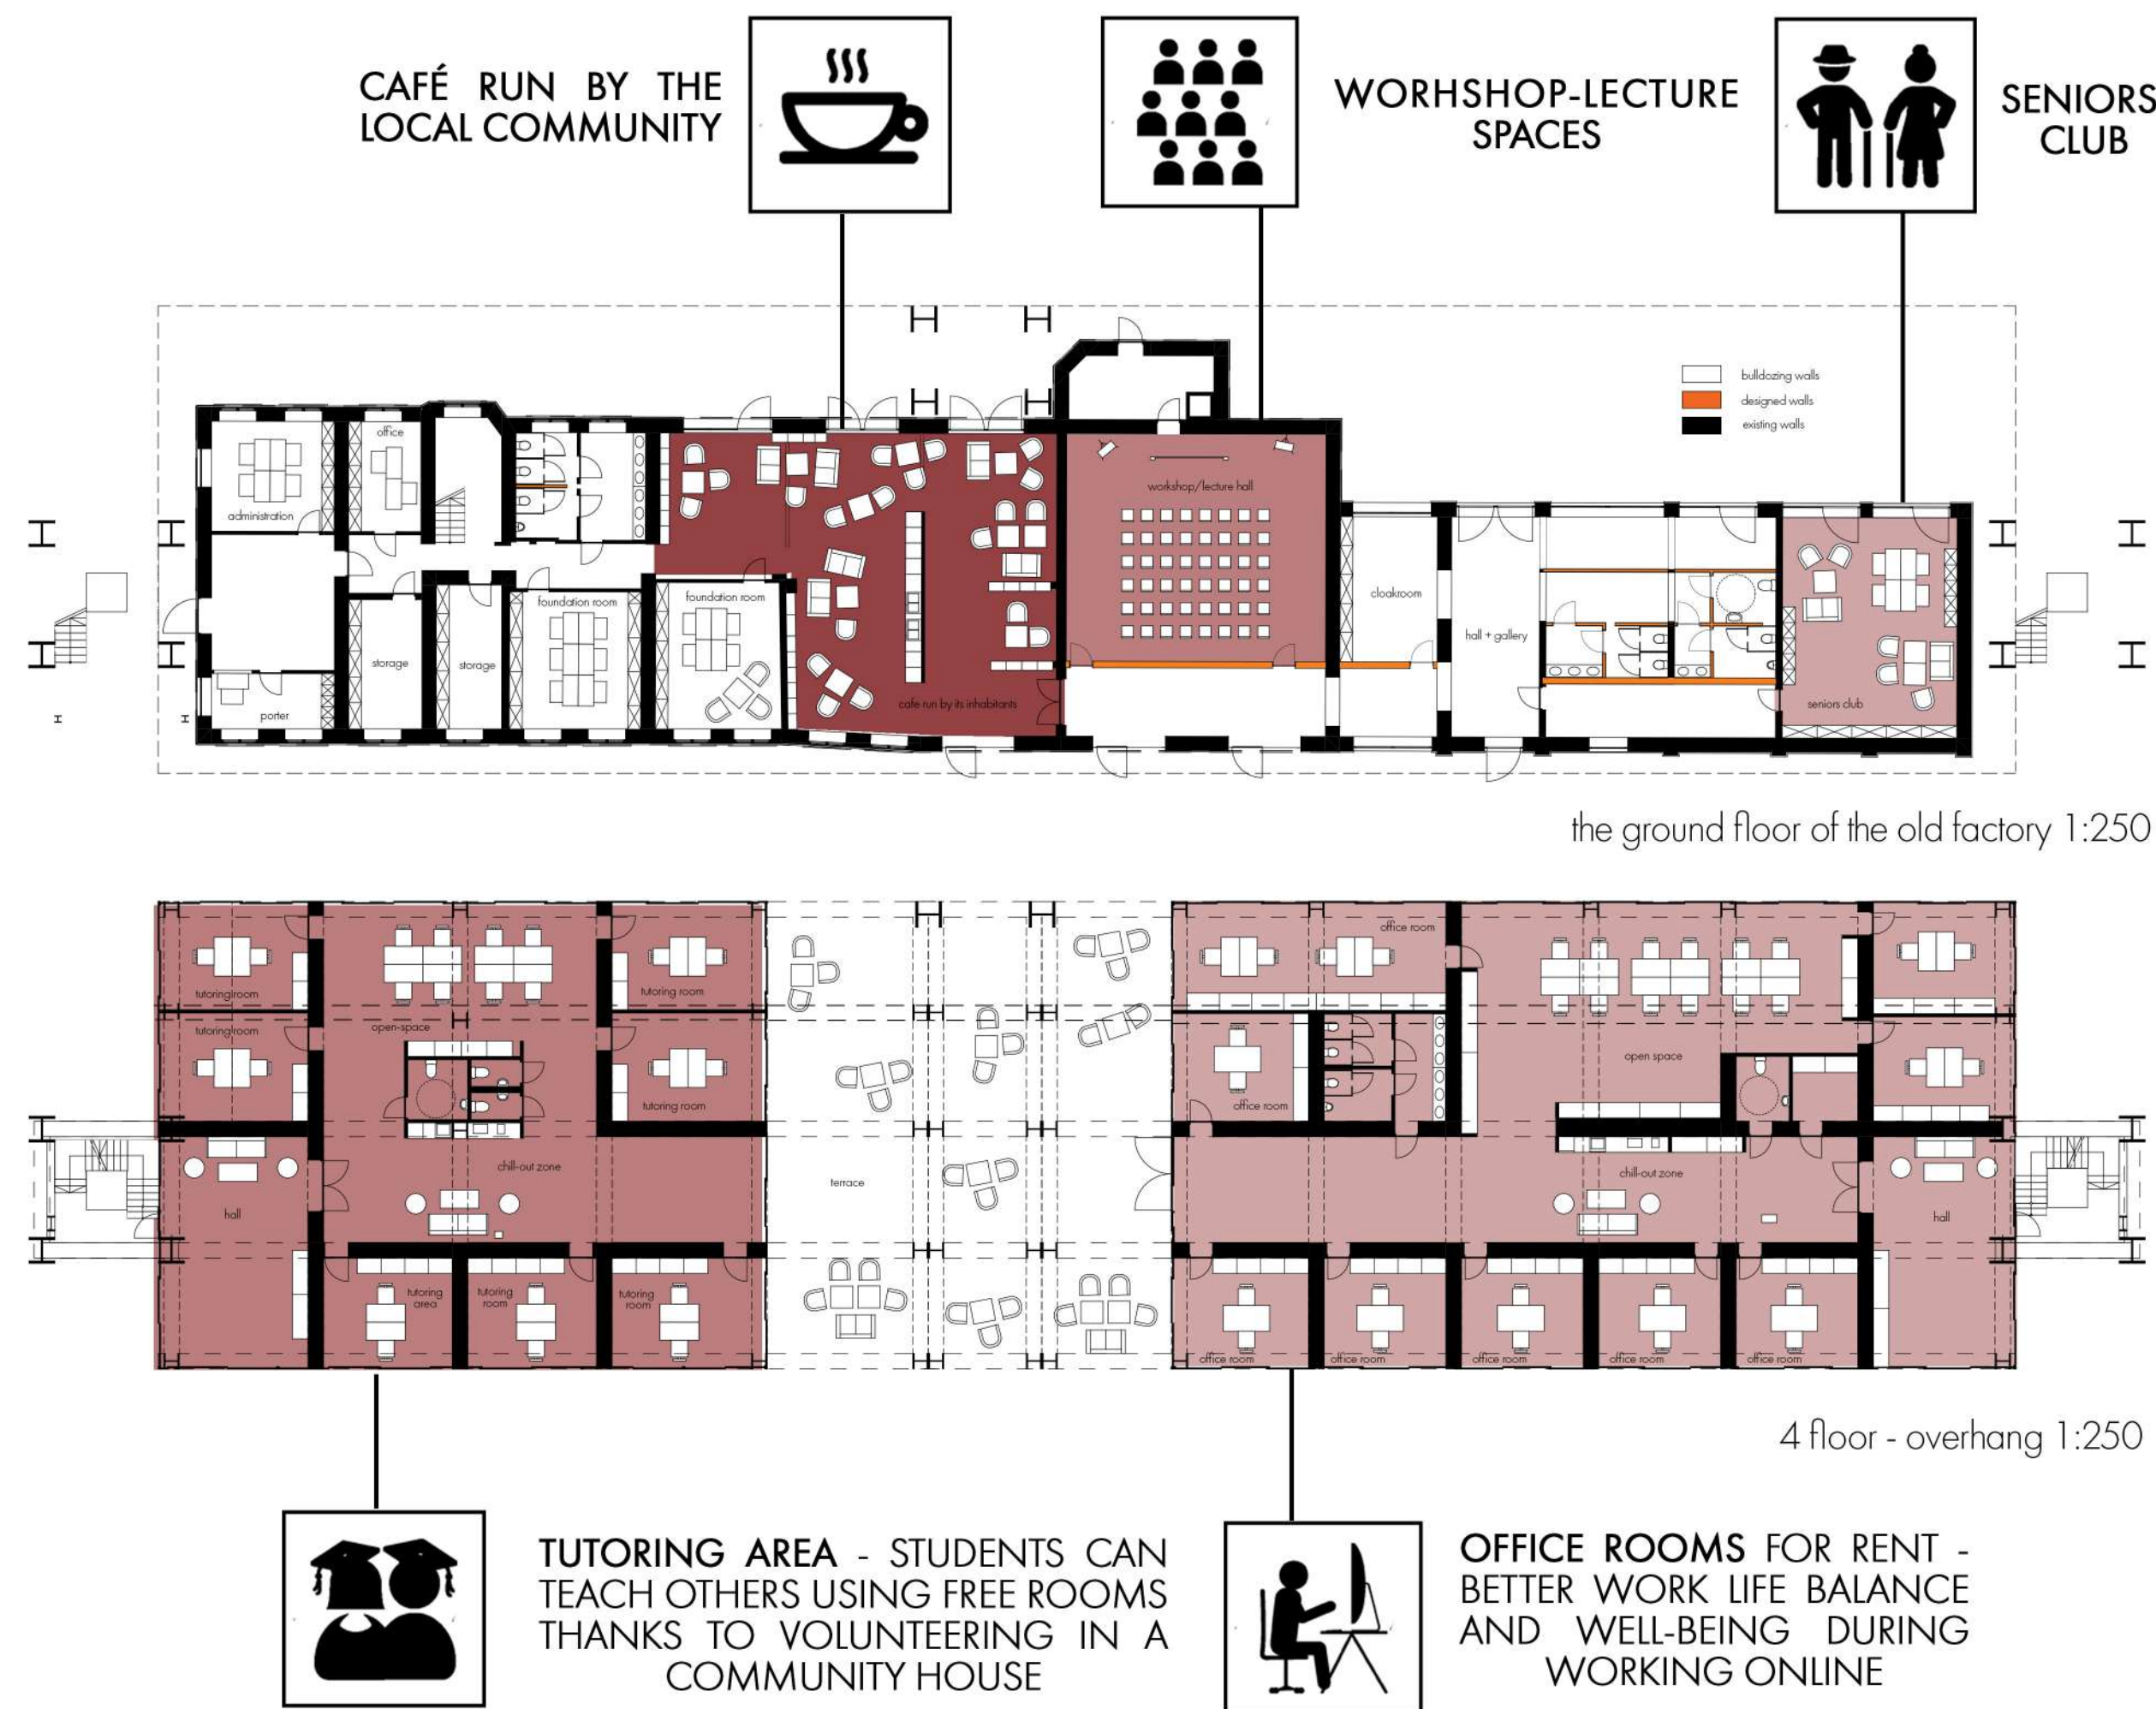 CAFÉ RUN BY THE
LOCAL COMMUNITY
WORHSHOP-LECTURE
SPACES
SENIORS
CLUB
bulldozing walls
designed walls
existing walls
office
administration
workshop/lecture hall
cloakroom
foundation room
foundation room
hall + gallery
storage
storage
porter
cafe run by its inhabitants
seniors club
the ground floor of the old factory 1:250
office room
tutoring room
tutoring room
tutoring room
open-space
open space
tutoring room
office room
chill-out zone
chill-out zone
terrace
hall
hall
tutoring
area
tutoring
room
tutoring
room
office room
office room
office room
office room
office room
4 floor - overhang 1:250
TUTORING AREA - STUDENTS CAN
TEACH OTHERS USING FREE ROOMS
THANKS TO VOLUNTEERING IN A
COMMUNITY HOUSE
OFFICE ROOMS FOR RENT -
BETTER WORK LIFE BALANCE
AND WELL-BEING DURING
WORKING ONLINE